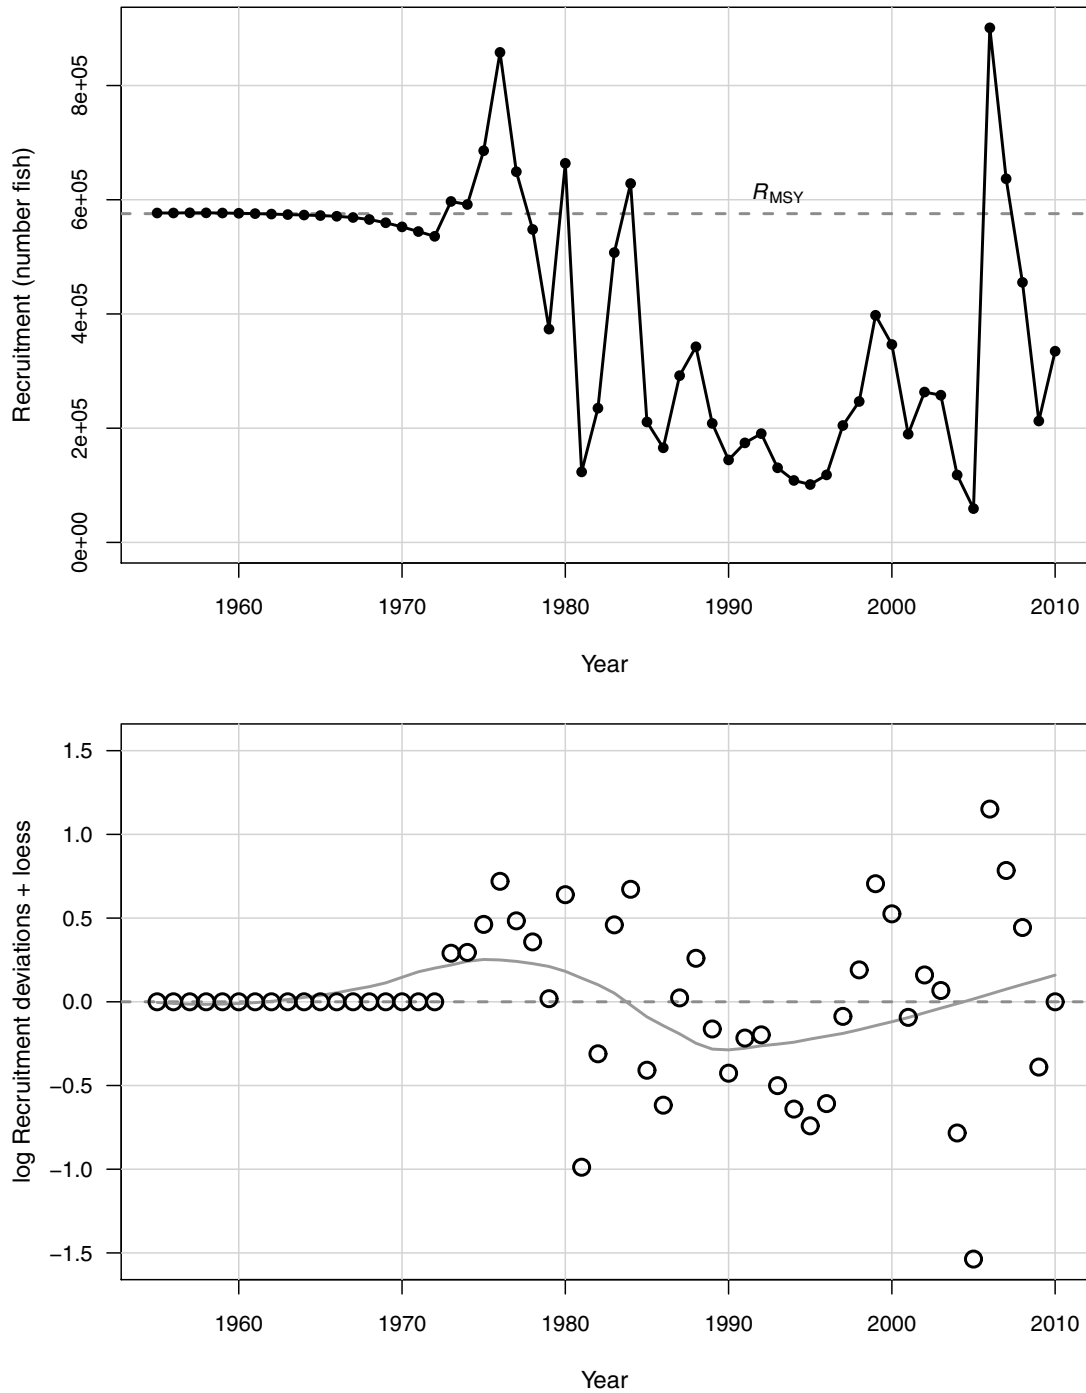 8e+05
6e+05
4e+05
2e+05
0e+00
Recruitment (number fish)
RMSY
1960 1970 1980 1990 2000 2010
Year
1.5
1.0
0.5
0.0
−0.5
−1.0
−1.5
log Recruitment deviations + loess
1960 1970 1980 1990 2000 2010
Year